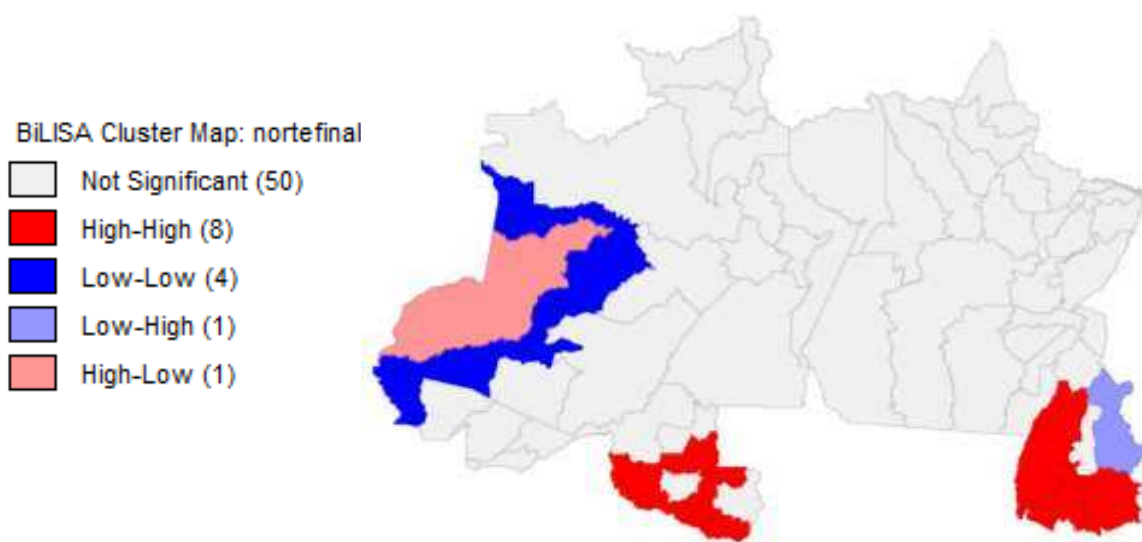 BiLISA Cluster Map: nortefinal
Not Significant (50)
High-High (8)
Low-Low (4)
Low-High (1)
High-Low (1)